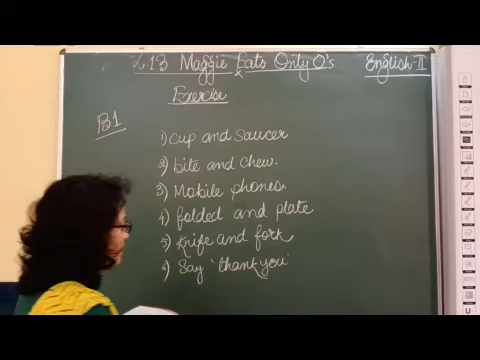 L.13 Maggie Eats Only O's English-II
Exercise
B1
1) Cup and Saucer
2) bite and chew.
3) Mobile phones.
4) folded and plate
5) Knife and fork
6) Say 'thank you'